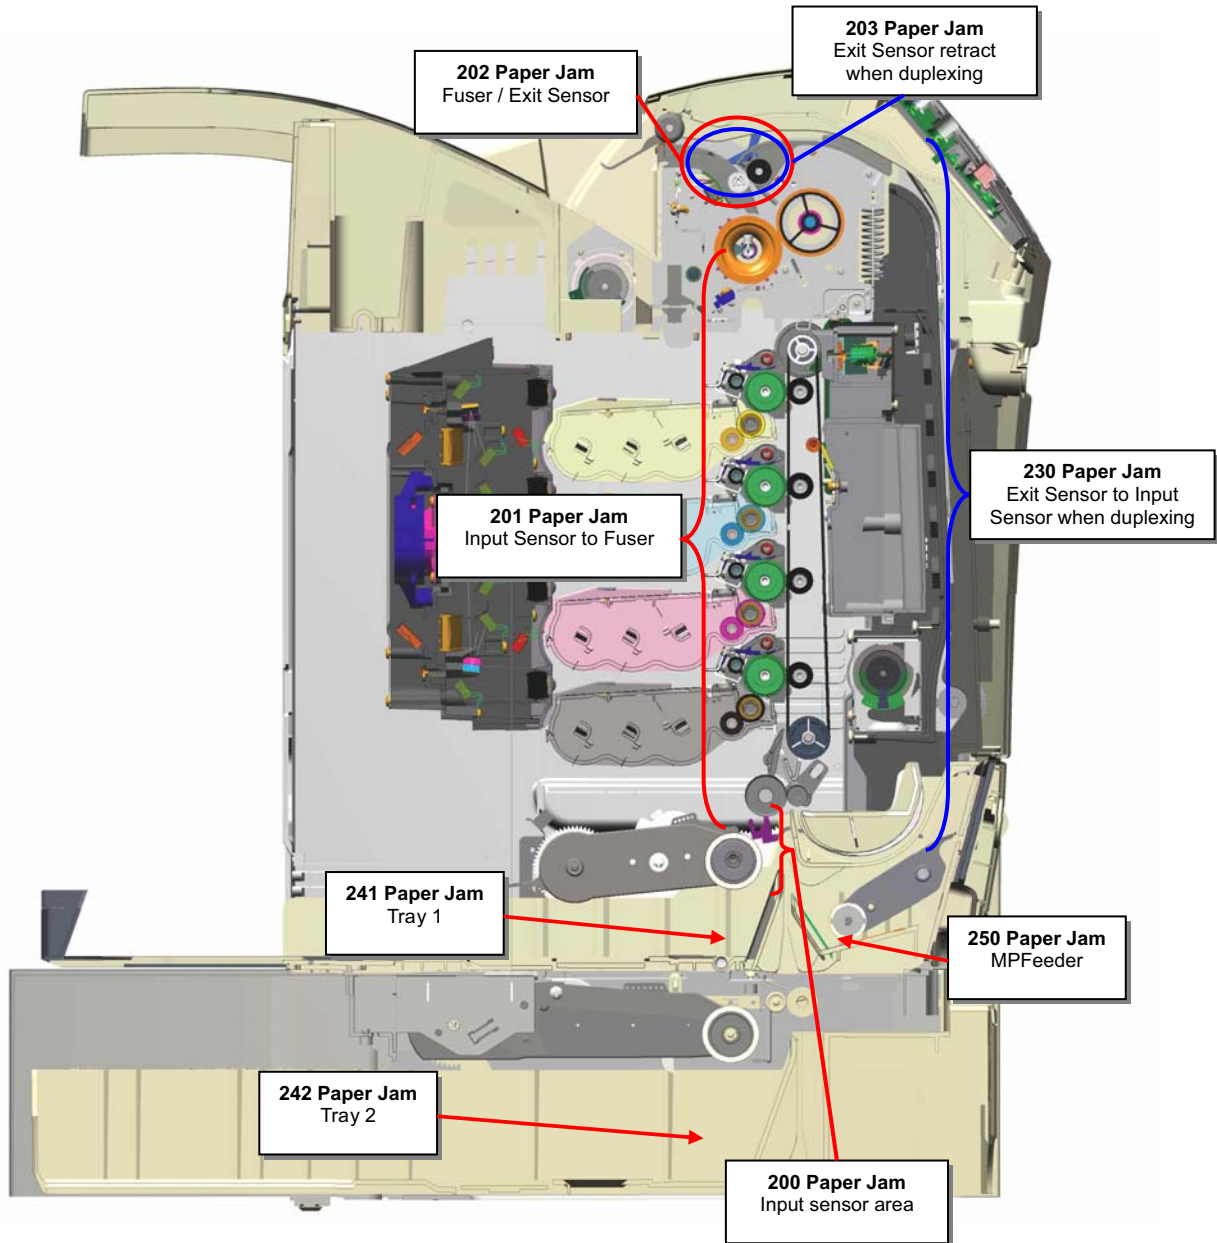 203 Paper Jam
Exit Sensor retract
when duplexing
202 Paper Jam
Fuser / Exit Sensor
230 Paper Jam
Exit Sensor to Input
Sensor when duplexing
201 Paper Jam
Input Sensor to Fuser
241 Paper Jam
Tray 1
250 Paper Jam
MPFeeder
242 Paper Jam
Tray 2
200 Paper Jam
Input sensor area